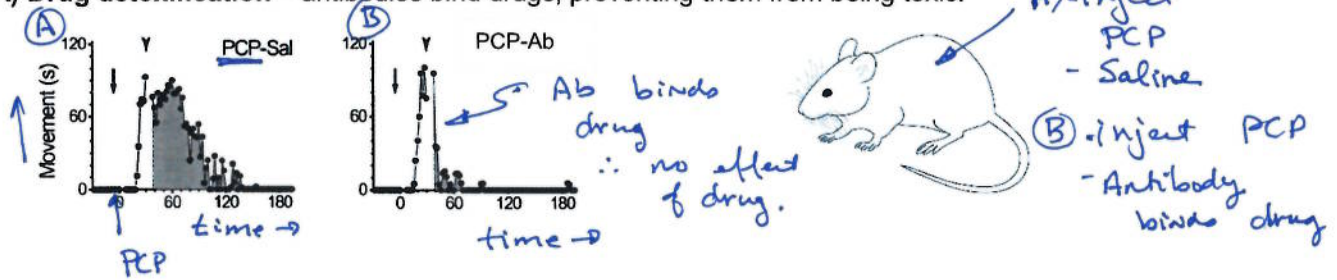 Drug detoxification – antibodies bind drugs, preventing them from being toxic.
A
PCP-Sal
120
60
0
Movement (s)
0 60 120 180
time →
PCP
B
PCP-Ab
120
60
0
0 60 120 180
time →
Ab binds
drug
∴ no effect
of drug.
inject
PCP
- Saline
B · inject PCP
- Antibody
binds drug